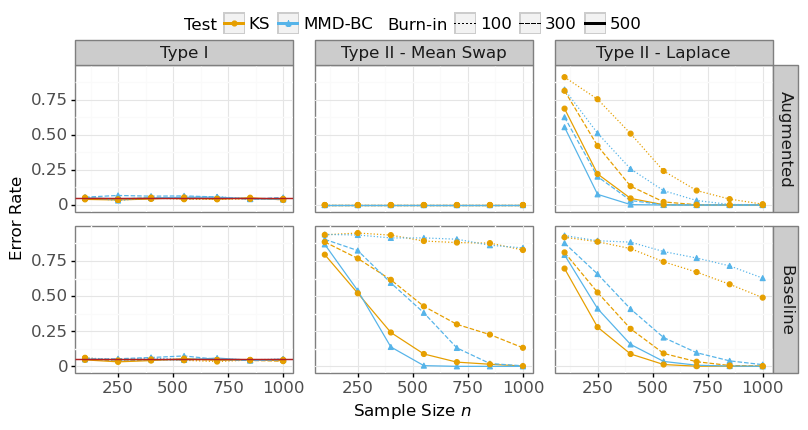 Test KS MMD-BC Burn-in 100 300 500
Type I Type II - Mean Swap Type II - Laplace
0.75
0.50
0.25
0
Augmented
Error Rate
0.75
0.50
0.25
0
Baseline
250 500 750 1000 250 500 750 1000 250 500 750 1000
Sample Size n